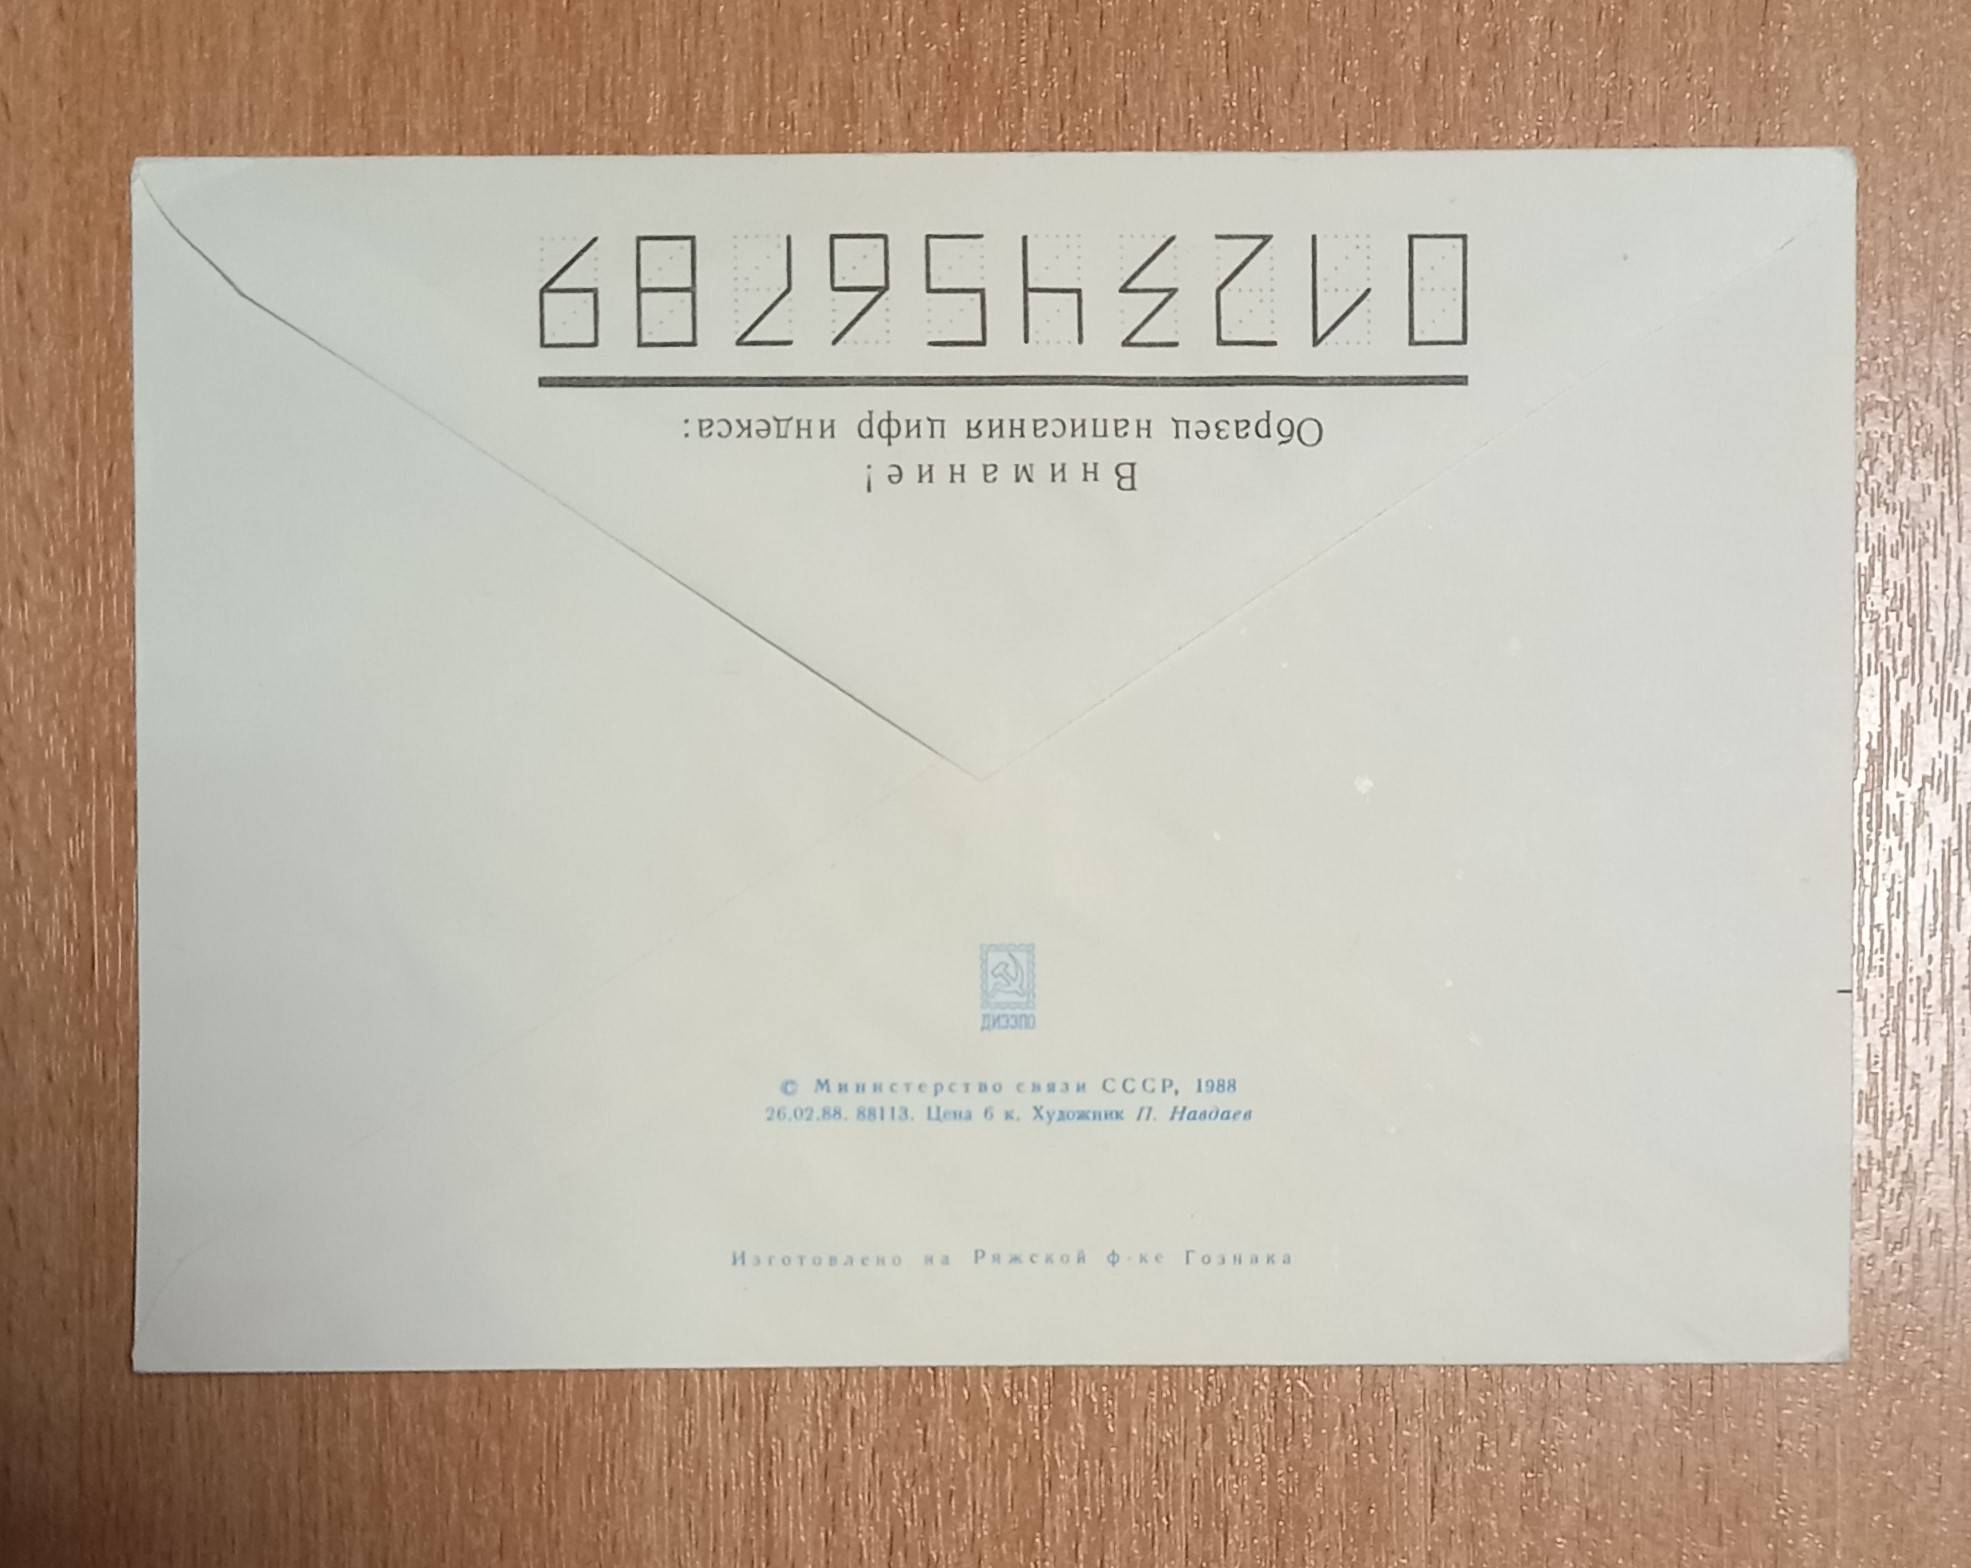 Внимание!
Образец написания цифр индекса:
0123456789
ДИЭЗПО
© Министерство связи СССР, 1988
26.02.88. 88113. Цена 6 к. Художник П. Навдаев
Изготовлено на Ряжской ф-ке Гознака